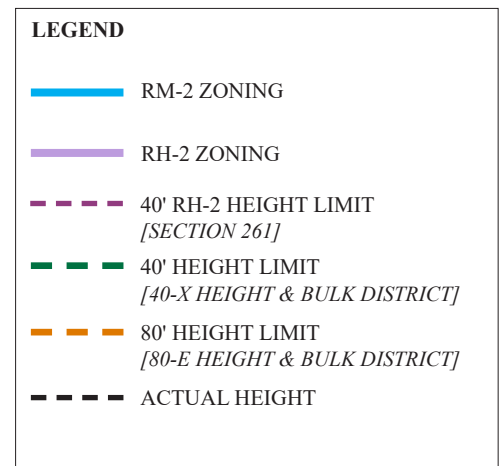 LEGEND
RM-2 ZONING
RH-2 ZONING
40' RH-2 HEIGHT LIMIT
[SECTION 261]
40' HEIGHT LIMIT
[40-X HEIGHT & BULK DISTRICT]
80' HEIGHT LIMIT
[80-E HEIGHT & BULK DISTRICT]
ACTUAL HEIGHT